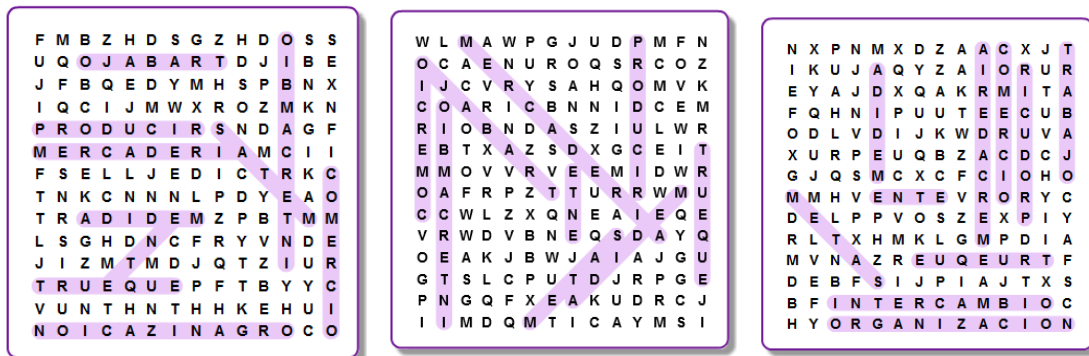 F M B Z H D S G Z H D O S S
U Q O J A B A R T D J I B E
J F B Q E D Y M H S P B N X
I Q C I J M W X R O Z M K N
P R O D U C I R S N D A G F
M E R C A D E R I A M C I I
F S E L L J E D I C T R K C
T N K C N N N L P D Y E A O
T R A D I D E M Z P B T M M
L S G H D N C F R Y V N D E
J I Z M T M D J Q T Z I U R
T R U E Q U E P F T B Y Y C
V U N T H N T H H K E H U I
N O I C A Z I N A G R O C O
W L M A W P G J U D P M F N
O C A E N U R O Q S R C O Z
I J C V R Y S A H Q O M V K
C O A R I C B N N I D C E M
R I O B N D A S Z I U L W R
E B T X A Z S D X G C E I T
M M O V V R V E E M I D W R
O A F R P Z T T U R R W M U
C C W L Z X Q N E A I E Q E
V R W D V B N E Q S D A Y Q
O E A K J B W J A I A J G U
G T S L C P U T D J R P G E
P N G Q F X E A K U D R C J
I I M D Q M T I C A Y M S I
N X P N M X D Z A A C X J T
I K U J A Q Y Z A I O R U R
E Y A J D X Q A K R M I T A
F Q H N I P U U T E E C U B
O D L V D I J K W D R U V A
X U R P E U Q B Z A C D C J
G J Q S M C X C F C I O H O
M M H V E N T E V R O R Y C
D E L P P V O S Z E X P I Y
R L T X H M K L G M P D I A
M V N A Z R E U Q E U R T F
D E B F S I J P I A J T X S
B F I N T E R C A M B I O C
H Y O R G A N I Z A C I O N